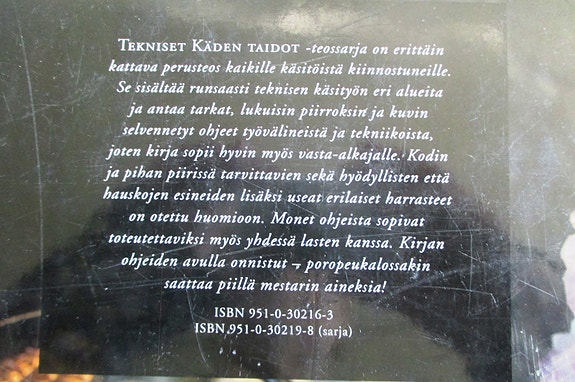 TEKNISET KÄDEN TAIDOT -teossarja on erittäin
kattava perusteos kaikille käsitöistä kiinnostuneille.
Se sisältää runsaasti teknisen käsityön eri alueita
ja antaa tarkat, lukuisin piirroksin ja kuvin
selvennetyt ohjeet työvälineistä ja tekniikoista,
joten kirja sopii hyvin myös vasta-alkajalle. Kodin
ja pihan piirissä tarvittavien sekä hyödyllisten että
hauskojen esineiden lisäksi useat erilaiset harrasteet
on otettu huomioon. Monet ohjeista sopivat
toteutettaviksi myös yhdessä lasten kanssa. Kirjan
ohjeiden avulla onnistut – poropeukalossakin
saattaa piillä mestarin aineksia!
ISBN 951-0-30216-3
ISBN 951-0-30219-8 (sarja)